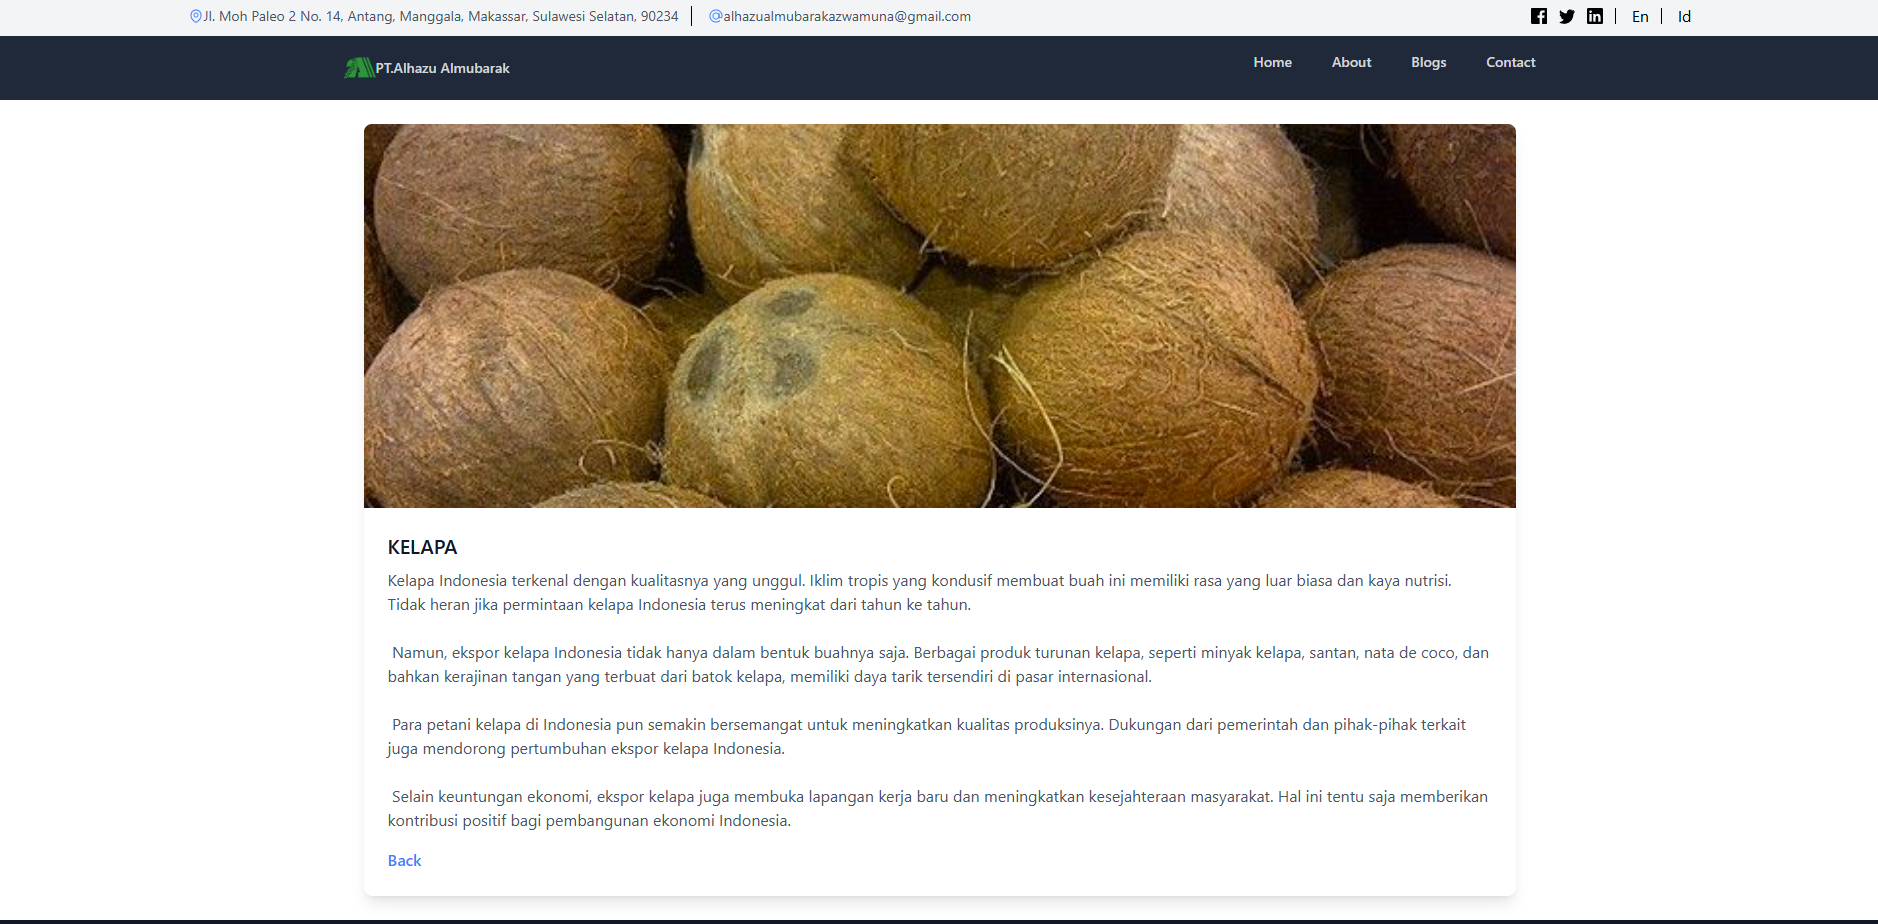 Jl. Moh Paleo 2 No. 14, Antang, Manggala, Makassar, Sulawesi Selatan, 90234
alhazualmubarakazwamuna@gmail.com
En
Id
PT.Alhazu Almubarak
Home
About
Blogs
Contact
KELAPA
Kelapa Indonesia terkenal dengan kualitasnya yang unggul. Iklim tropis yang kondusif membuat buah ini memiliki rasa yang luar biasa dan kaya nutrisi.
Tidak heran jika permintaan kelapa Indonesia terus meningkat dari tahun ke tahun.
Namun, ekspor kelapa Indonesia tidak hanya dalam bentuk buahnya saja. Berbagai produk turunan kelapa, seperti minyak kelapa, santan, nata de coco, dan
bahkan kerajinan tangan yang terbuat dari batok kelapa, memiliki daya tarik tersendiri di pasar internasional.
Para petani kelapa di Indonesia pun semakin bersemangat untuk meningkatkan kualitas produksinya. Dukungan dari pemerintah dan pihak-pihak terkait
juga mendorong pertumbuhan ekspor kelapa Indonesia.
Selain keuntungan ekonomi, ekspor kelapa juga membuka lapangan kerja baru dan meningkatkan kesejahteraan masyarakat. Hal ini tentu saja memberikan
kontribusi positif bagi pembangunan ekonomi Indonesia.
Back